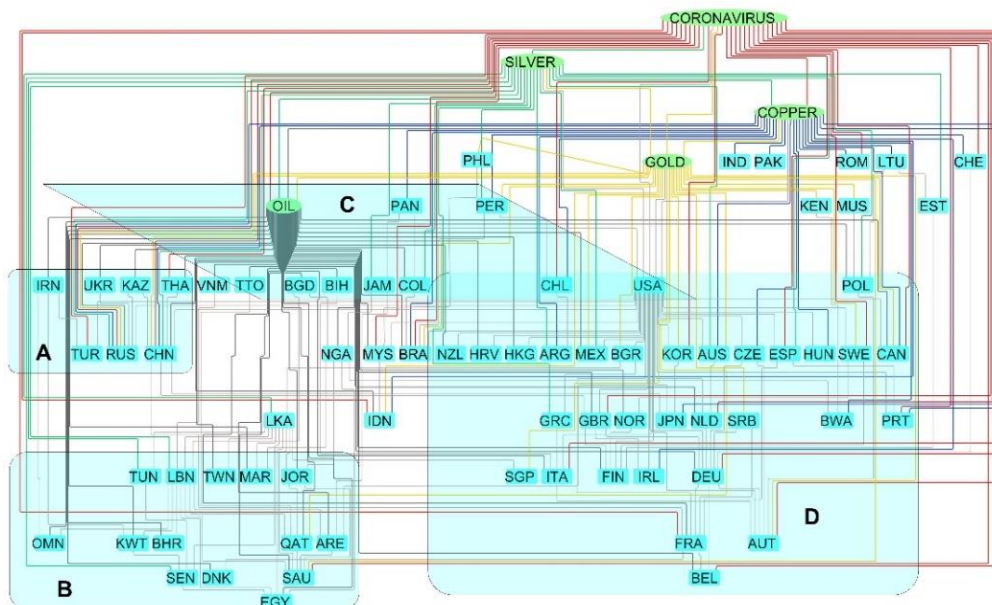 CORONAVIRUS
SILVER
COPPER
PHL GOLD IND PAK ROM LTU CHE
OIL C PAN PER KEN MUS EST
IRN UKR KAZ THA VNM TTO BGD BIH JAM COL CHL USA POL
A TUR RUS CHN NGA MYS BRA NZL HRV HKG ARG MEX BGR KOR AUS CZE ESP HUN SWE CAN
LKA IDN GRC GBR NOR JPN NLD SRB BWA PRT
TUN LBN TWN MAR JOR SGP ITA FIN IRL DEU
D
OMN KWT BHR QAT ARE FRA AUT
B SEN DNK SAU BEL
EGY